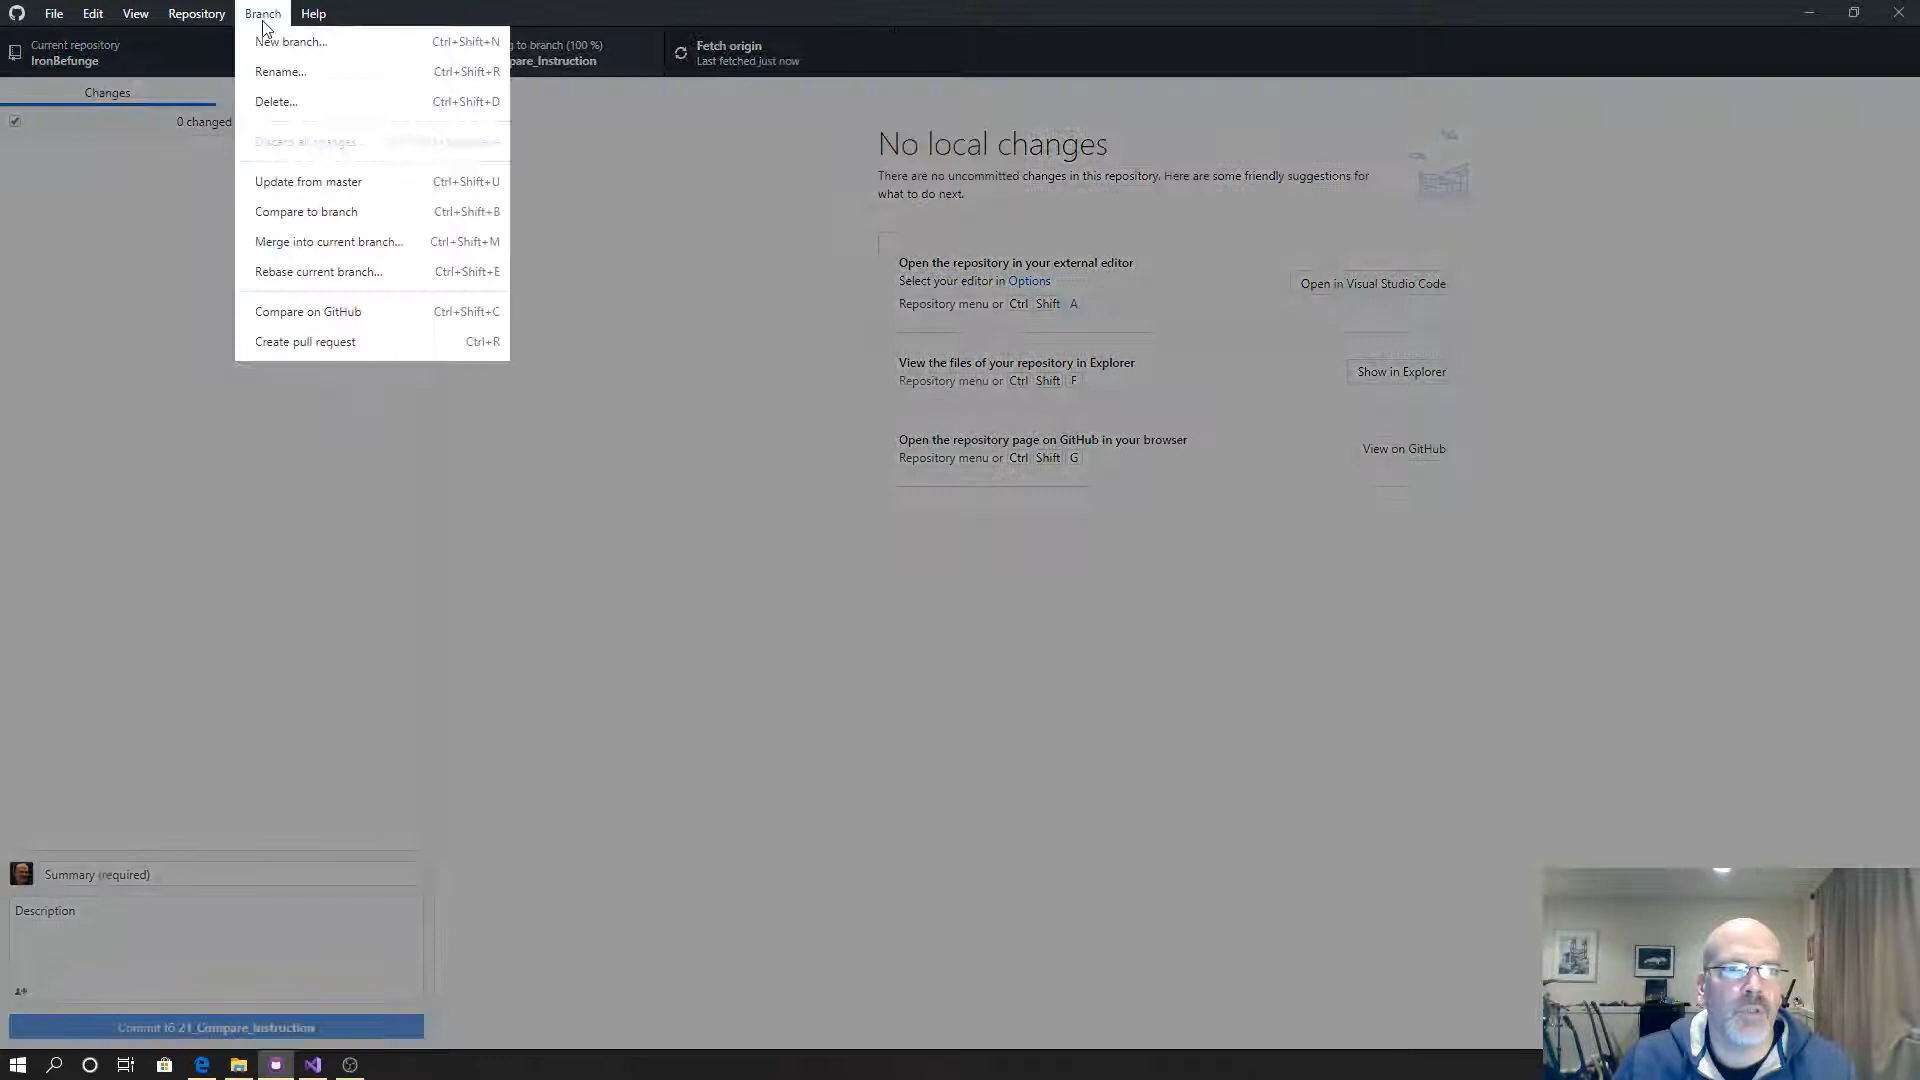 File Edit View Repository Branch Help
Current repository
IronBefunge
g to branch (100 %)
pare_Instruction
Fetch origin
Last fetched just now
Changes
0 changed
New branch... Ctrl+Shift+N
Rename... Ctrl+Shift+R
Delete... Ctrl+Shift+D
Discard all changes...
Update from master Ctrl+Shift+U
Compare to branch Ctrl+Shift+B
Merge into current branch... Ctrl+Shift+M
Rebase current branch... Ctrl+Shift+E
Compare on GitHub Ctrl+Shift+C
Create pull request Ctrl+R
No local changes
There are no uncommitted changes in this repository. Here are some friendly suggestions for
what to do next.
Open the repository in your external editor
Select your editor in Options
Repository menu or Ctrl Shift A
Open in Visual Studio Code
View the files of your repository in Explorer
Repository menu or Ctrl Shift F
Show in Explorer
Open the repository page on GitHub in your browser
Repository menu or Ctrl Shift G
View on GitHub
Summary (required)
Description
Commit to 21_Compare_Instruction